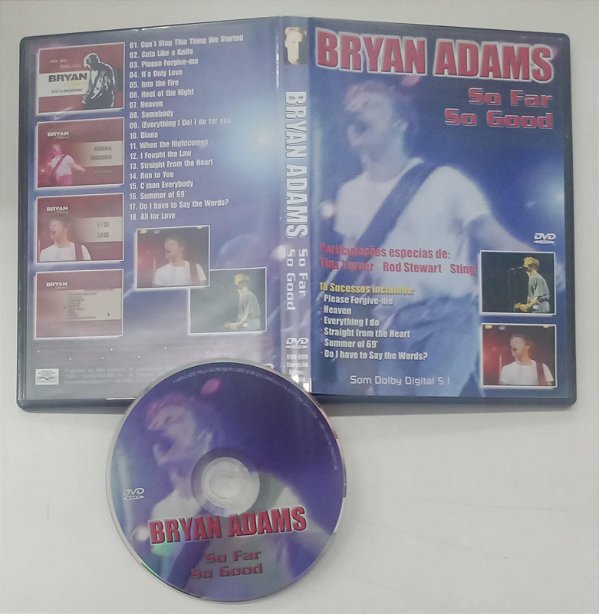 01. Can't Stop This Thing We Started
02. Cuts Like a Knife
03. Please Forgive-me
04. It's Only Love
05. Into the Fire
06. Heat of the Night
07. Heaven
08. Somebody
09. (Everything I Do) I do for you
10. Diana
11. When the Nightcomes
12. I Fought the Law
13. Straight From the Heart
14. Run to You
15. C'mon Everybody
16. Summer of 69'
17. Do I have to Say the Words?
18. All for Love
BRYAN
BRYAN
BRYAN
BRYAN
BRYAN ADAMS
So Far
So Good
DVD
BRYAN ADAMS
So Far
So Good
DVD
Participações especias de:
Tina Turner Rod Stewart Sting
18 Sucessos incluindo:
Please Forgive-me
Heaven
Everything I do
Straight from the Heart
Summer of 69'
Do I have to Say the Words?
Som Dolby Digital 5.1
DVD
BRYAN ADAMS
So Far
So Good